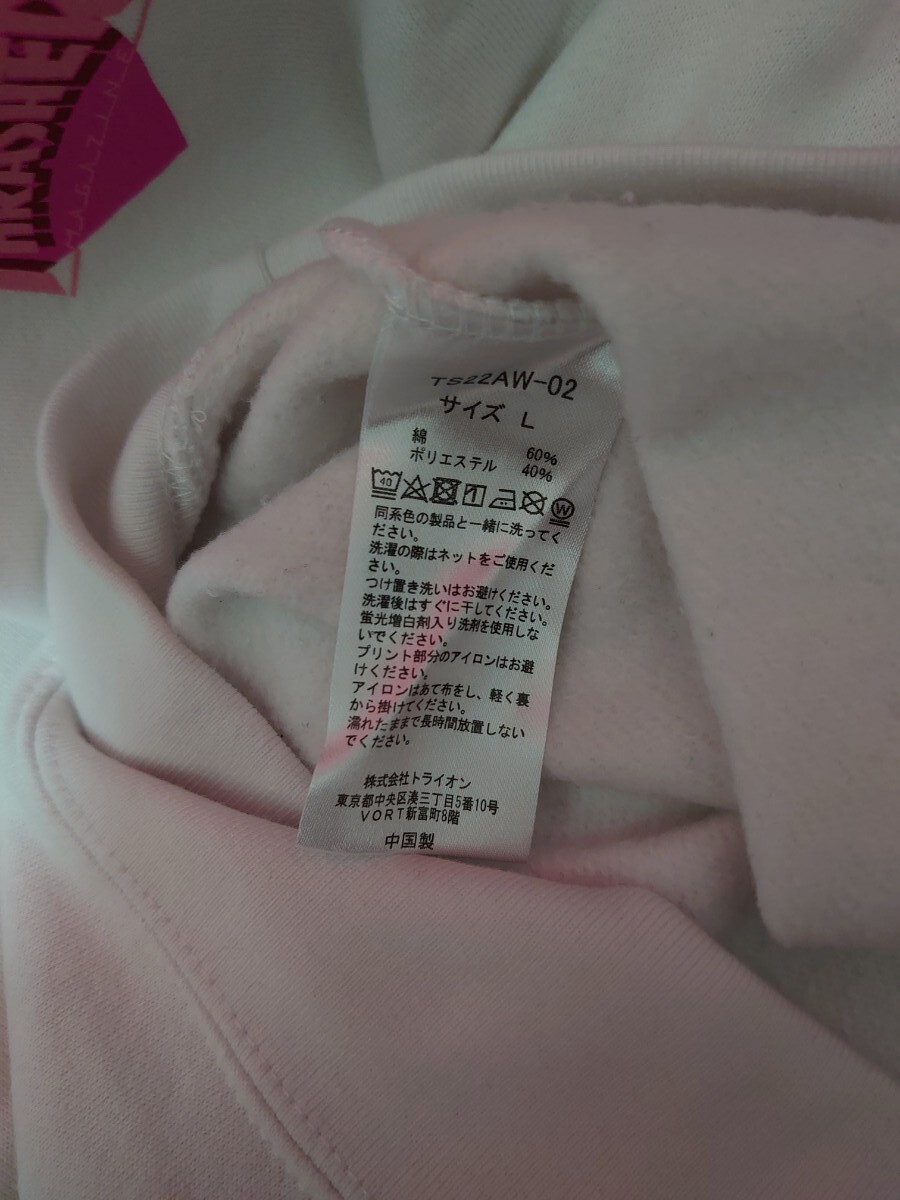 THRASHER
MAGAZINE
TS22AW-02
サイズ L
綿 60%
ポリエステル 40%
40
W
同系色の製品と一緒に洗ってく
ださい。
洗濯の際はネットをご使用くだ
さい。
つけ置き洗いはお避けください。
洗濯後はすぐに干してください。
蛍光増白剤入り洗剤を使用しな
いでください。
プリント部分のアイロンはお避
けください。
アイロンはあて布をし、軽く裏
から掛けてください。
濡れたままで長時間放置しない
でください。
株式会社トライオン
東京都中央区湊三丁目5番10号
VORT新富町8階
中国製